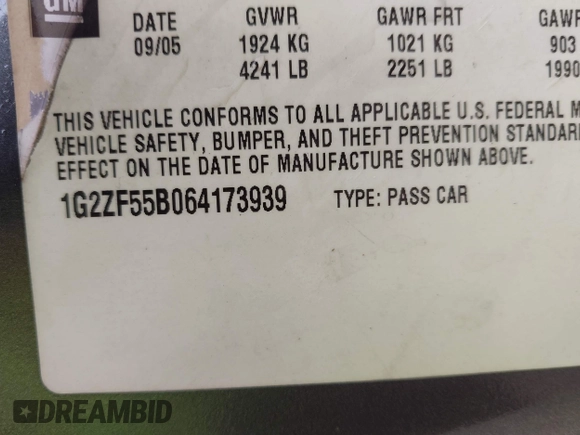 GM
DATE GVWR GAWR FRT GAWR
09/05 1924 KG 1021 KG 903
4241 LB 2251 LB 1990
THIS VEHICLE CONFORMS TO ALL APPLICABLE U.S. FEDERAL M
VEHICLE SAFETY, BUMPER, AND THEFT PREVENTION STANDAR
EFFECT ON THE DATE OF MANUFACTURE SHOWN ABOVE.
1G2ZF55B064173939 TYPE: PASS CAR
DREAMBID